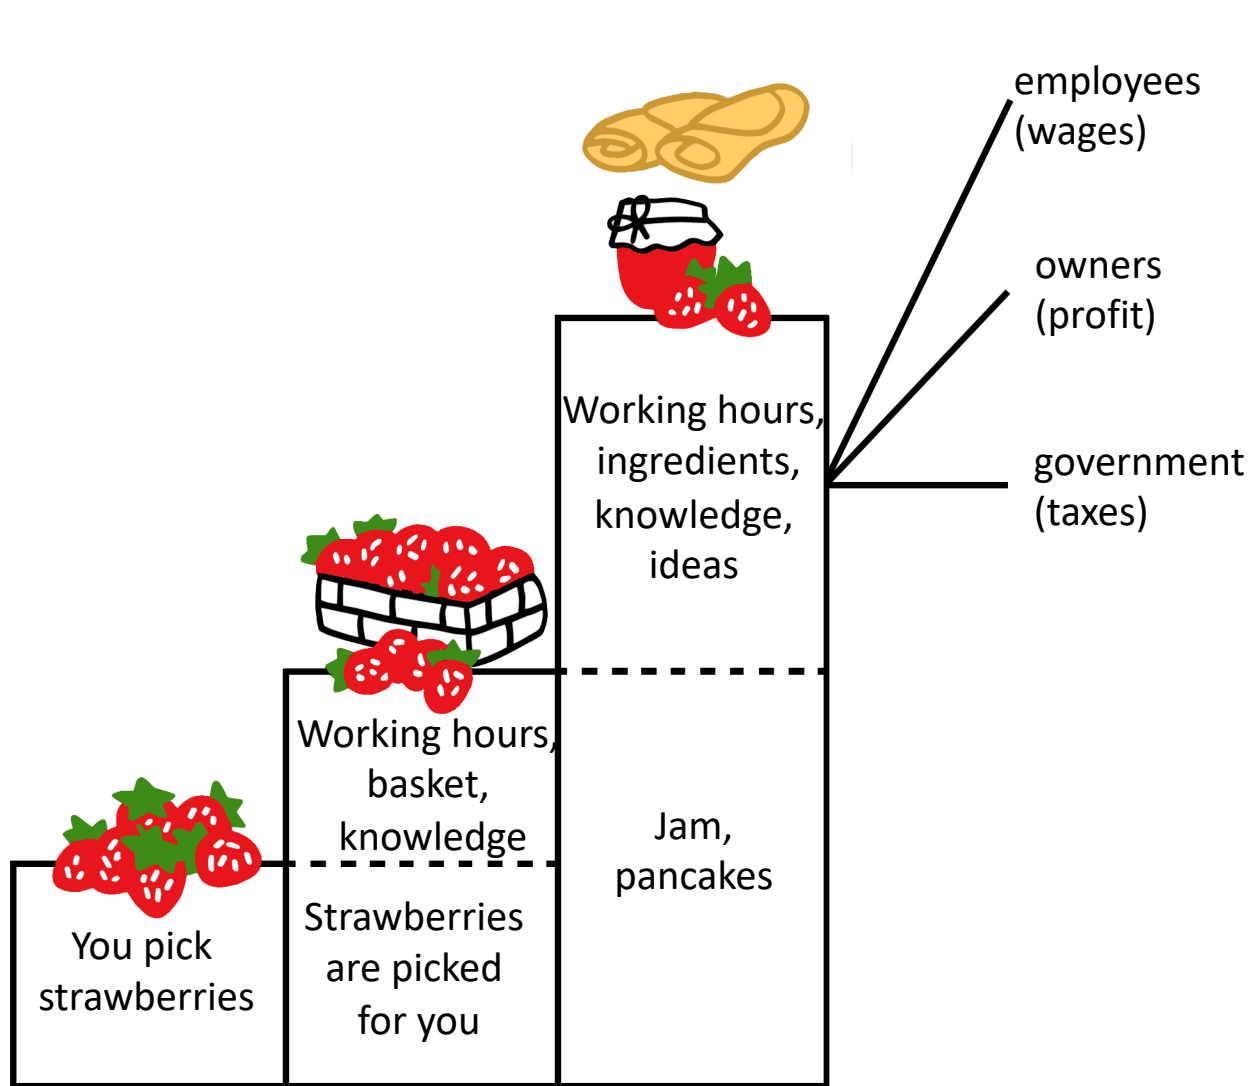 You pick
strawberries
Working hours,
basket,
knowledge
Strawberries
are picked
for you
Working hours,
ingredients,
knowledge,
ideas
Jam,
pancakes
employees
(wages)
owners
(profit)
government
(taxes)